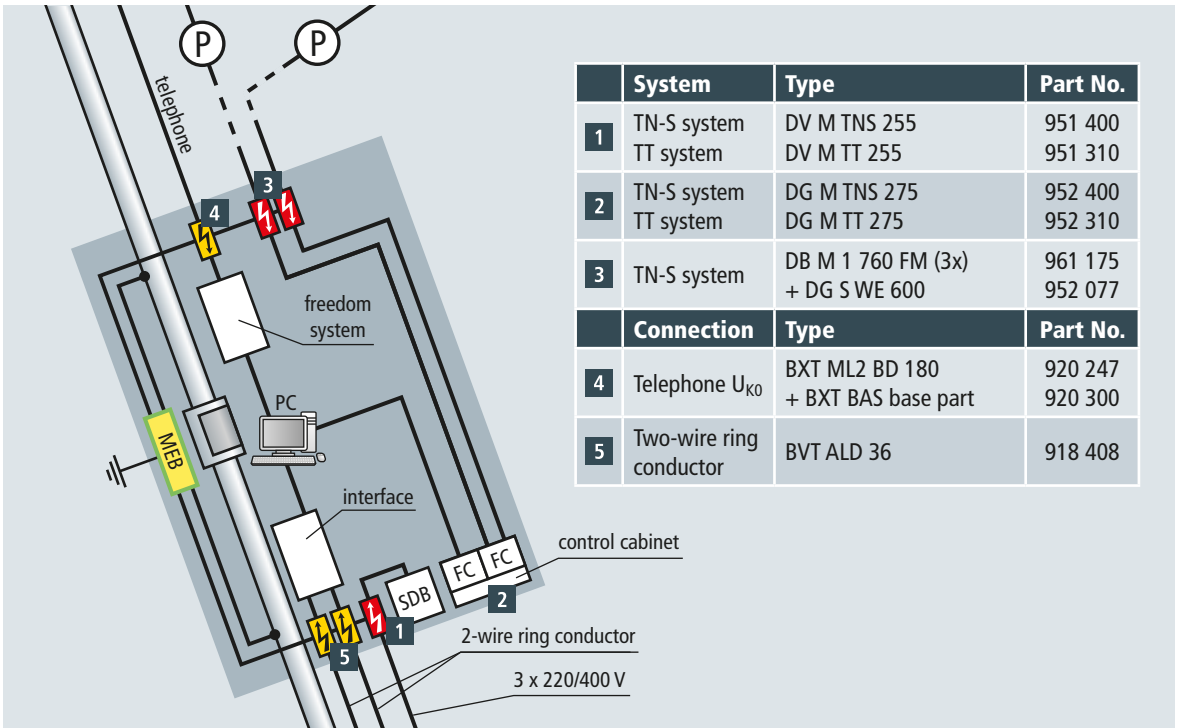 P
P
telephone
3
4
freedom
system
PC
MEB
interface
control cabinet
FC
FC
SDB
2
1
5
2-wire ring conductor
3 x 220/400 V
System Type Part No.
1 TN-S system DV M TNS 255 951 400
TT system DV M TT 255 951 310
2 TN-S system DG M TNS 275 952 400
TT system DG M TT 275 952 310
3 TN-S system DB M 1 760 FM (3x) 961 175
+ DG S WE 600 952 077
Connection Type Part No.
4 Telephone UK0 BXT ML2 BD 180 920 247
+ BXT BAS base part 920 300
5 Two-wire ring
conductor BVT ALD 36 918 408